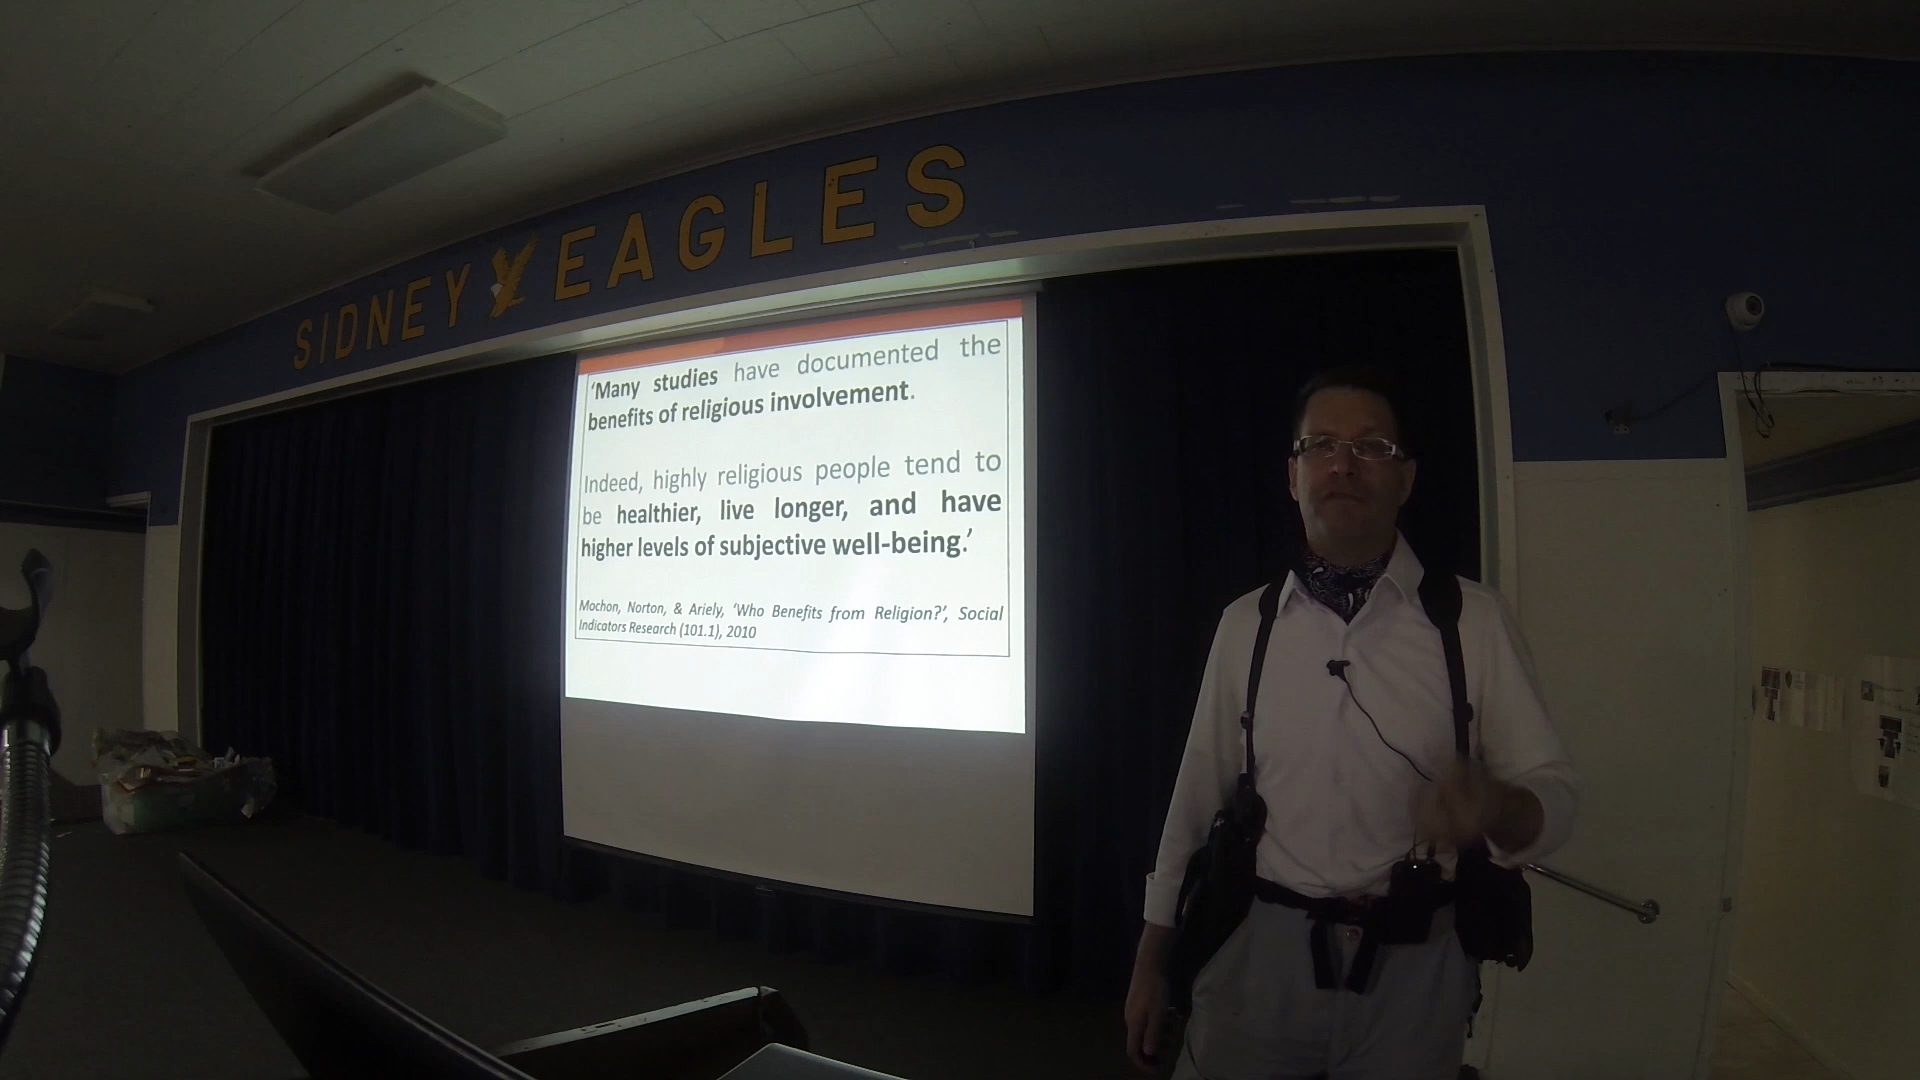 SIDNEY EAGLES
‘Many studies have documented the
benefits of religious involvement.
Indeed, highly religious people tend to
be healthier, live longer, and have
higher levels of subjective well-being.’
Mochon, Norton, & Ariely, ‘Who Benefits from Religion?’, Social
Indicators Research (101.1), 2010